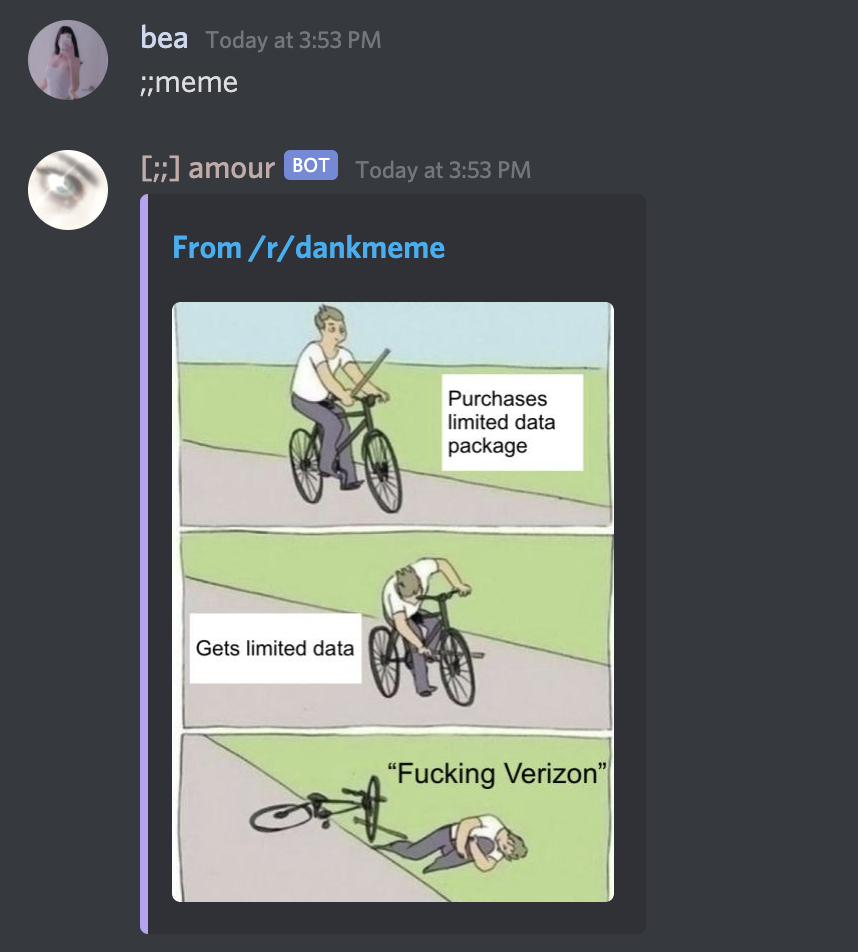 bea Today at 3:53 PM
;;meme
[;;] amour BOT Today at 3:53 PM
From /r/dankmeme
Purchases
limited data
package
Gets limited data
“Fucking Verizon”